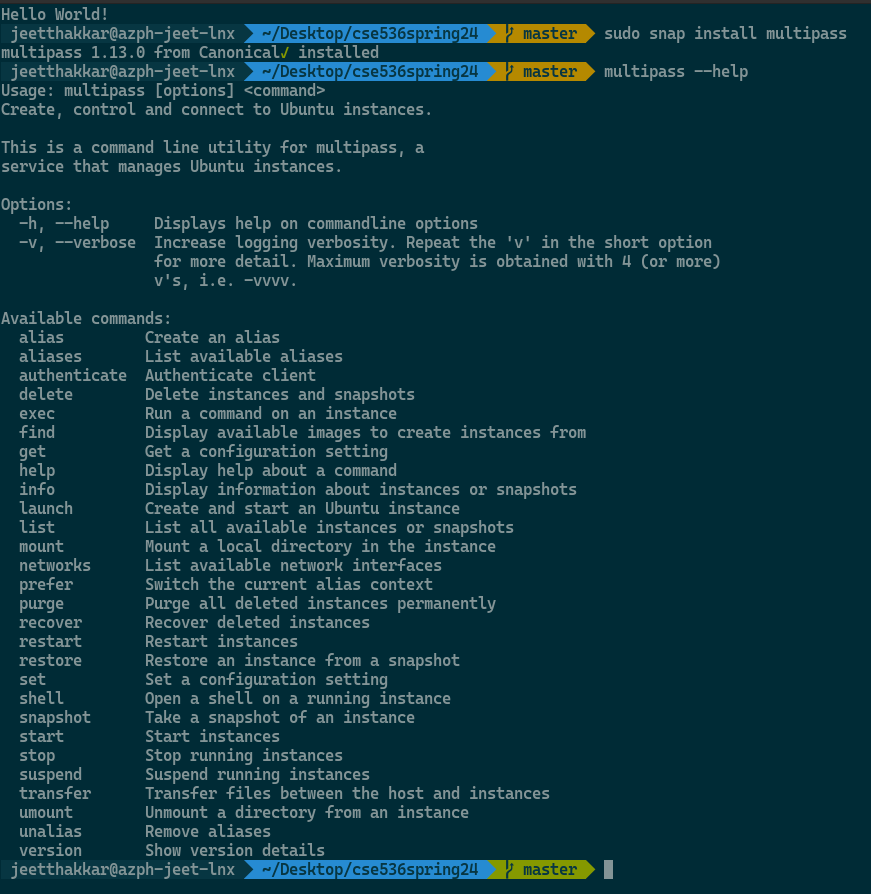 Hello World!
jeetthakkar@azph-jeet-lnx ~/Desktop/cse536spring24 master sudo snap install multipass
multipass 1.13.0 from Canonical✓ installed
jeetthakkar@azph-jeet-lnx ~/Desktop/cse536spring24 master multipass --help
Usage: multipass [options] <command>
Create, control and connect to Ubuntu instances.
This is a command line utility for multipass, a
service that manages Ubuntu instances.
Options:
-h, --help Displays help on commandline options
-v, --verbose Increase logging verbosity. Repeat the 'v' in the short option
for more detail. Maximum verbosity is obtained with 4 (or more)
v's, i.e. -vvvv.
Available commands:
alias Create an alias
aliases List available aliases
authenticate Authenticate client
delete Delete instances and snapshots
exec Run a command on an instance
find Display available images to create instances from
get Get a configuration setting
help Display help about a command
info Display information about instances or snapshots
launch Create and start an Ubuntu instance
list List all available instances or snapshots
mount Mount a local directory in the instance
networks List available network interfaces
prefer Switch the current alias context
purge Purge all deleted instances permanently
recover Recover deleted instances
restart Restart instances
restore Restore an instance from a snapshot
set Set a configuration setting
shell Open a shell on a running instance
snapshot Take a snapshot of an instance
start Start instances
stop Stop running instances
suspend Suspend running instances
transfer Transfer files between the host and instances
umount Unmount a directory from an instance
unalias Remove aliases
version Show version details
jeetthakkar@azph-jeet-lnx ~/Desktop/cse536spring24 master